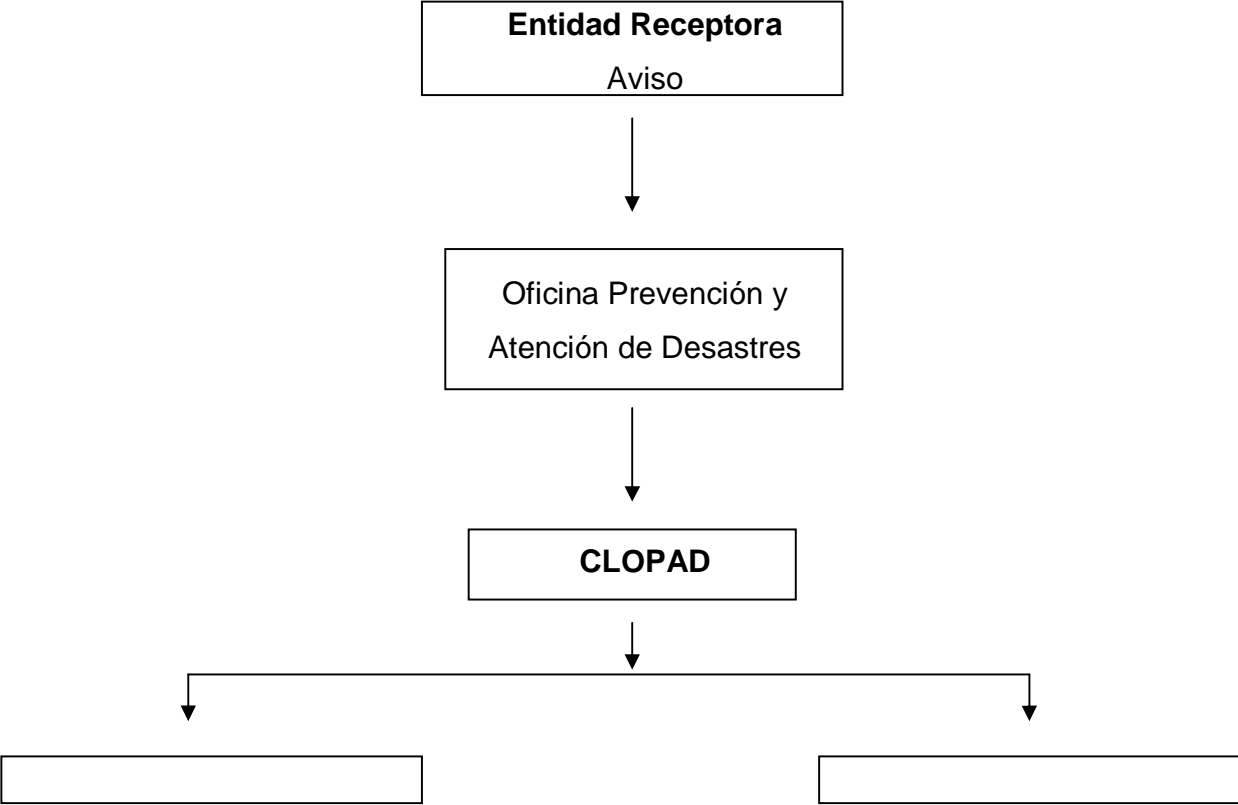 Entidad Receptora
Aviso
Oficina Prevención y
Atención de Desastres
CLOPAD